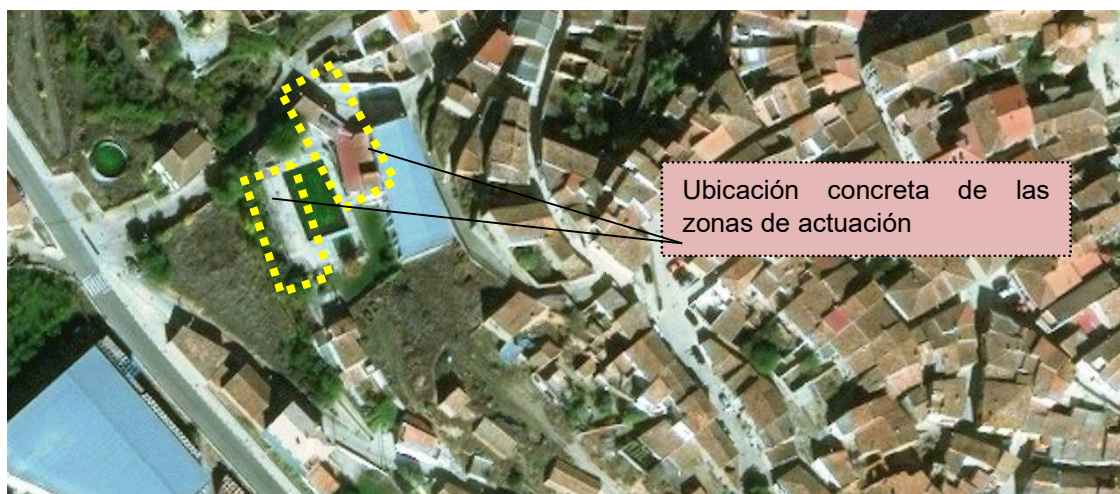 Ubicación concreta de las
zonas de actuación